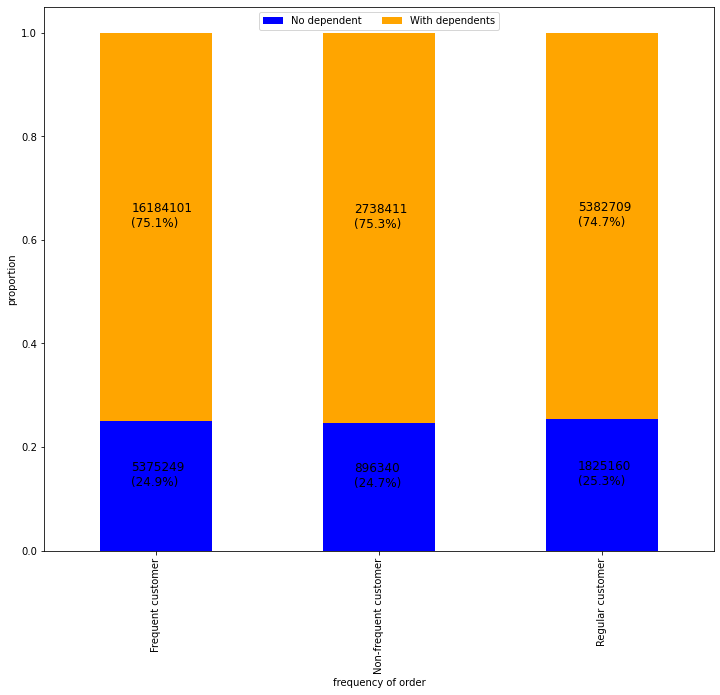 No dependent
With dependents
1.0
0.8
0.6
0.4
0.2
0.0
proportion
16184101
(75.1%)
2738411
(75.3%)
5382709
(74.7%)
5375249
(24.9%)
896340
(24.7%)
1825160
(25.3%)
Frequent customer
Non-frequent customer
Regular customer
frequency of order